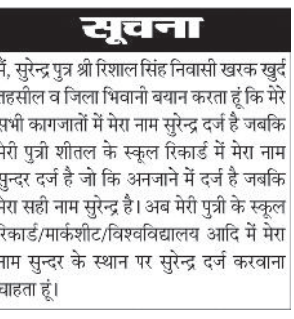 सूचना
मैं, सुरेन्द्र पुत्र श्री रिशाल सिंह निवासी खरक खुर्द
तहसील व जिला भिवानी बयान करता हूं कि मेरे
सभी कागजातों में मेरा नाम सुरेन्द्र दर्ज है जबकि
मेरी पुत्री शीतल के स्कूल रिकार्ड में मेरा नाम
सुन्दर दर्ज है जो कि अनजाने में दर्ज है जबकि
मेरा सही नाम सुरेन्द्र है। अब मेरी पुत्री के स्कूल
रिकार्ड/मार्कशीट/विश्वविद्यालय आदि में मेरा
नाम सुन्दर के स्थान पर सुरेन्द्र दर्ज करवाना
चाहता हूं।